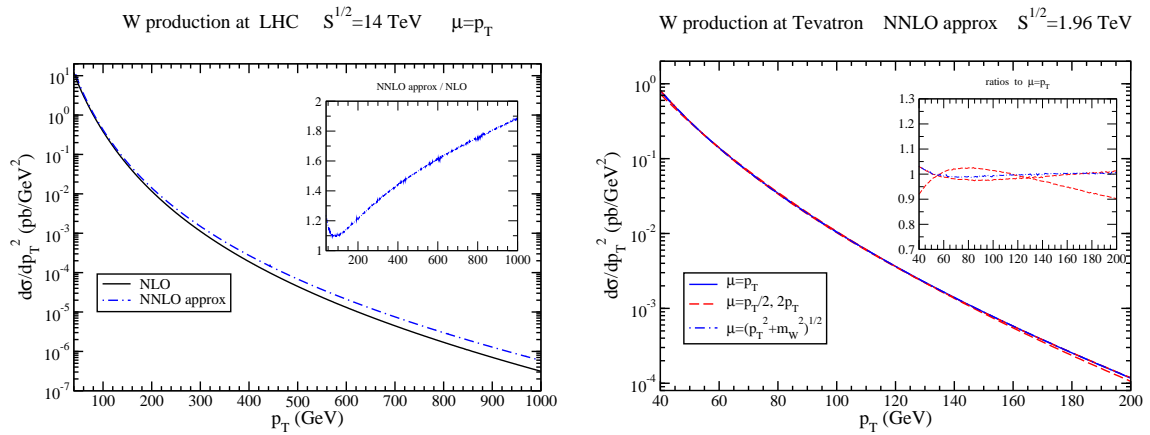 W production at LHC S^1/2=14 TeV μ=p_T
NNLO approx / NLO
2
1.8
1.6
1.4
1.2
1
200 400 600 800 1000
10^1
10^0
10^-1
10^-2
10^-3
10^-4
10^-5
10^-6
10^-7
dσ/dp_T^2 (pb/GeV^2)
NLO
NNLO approx
100 200 300 400 500 600 700 800 900 1000
p_T (GeV)
W production at Tevatron NNLO approx S^1/2=1.96 TeV
ratios to μ=p_T
1.3
1.2
1.1
1
0.9
0.8
0.7
40 60 80 100 120 140 160 180 200
10^0
10^-1
10^-2
10^-3
10^-4
dσ/dp_T^2 (pb/GeV^2)
μ=p_T
μ=p_T/2, 2p_T
μ=(p_T^2+m_W^2)^1/2
40 60 80 100 120 140 160 180 200
p_T (GeV)